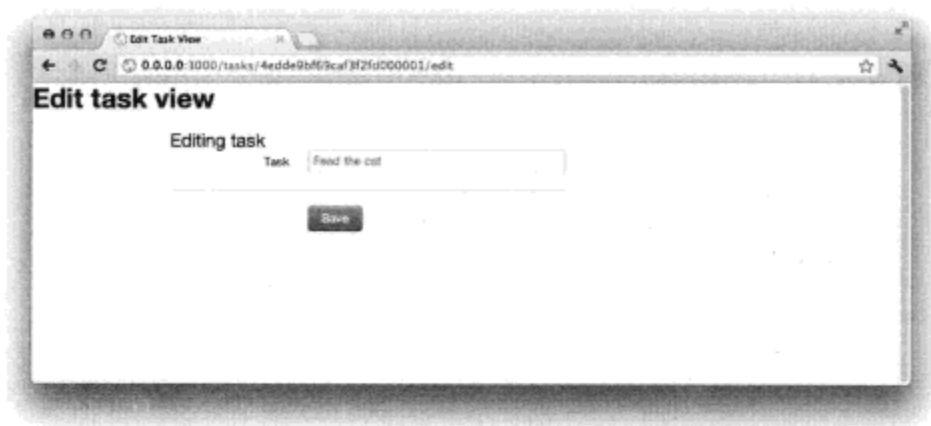 Edit Task View
0.0.0.0:3000/tasks/4edde9bf69caf3f2fd000001/edit
Edit task view
Editing task
Task Feed the cat
Save